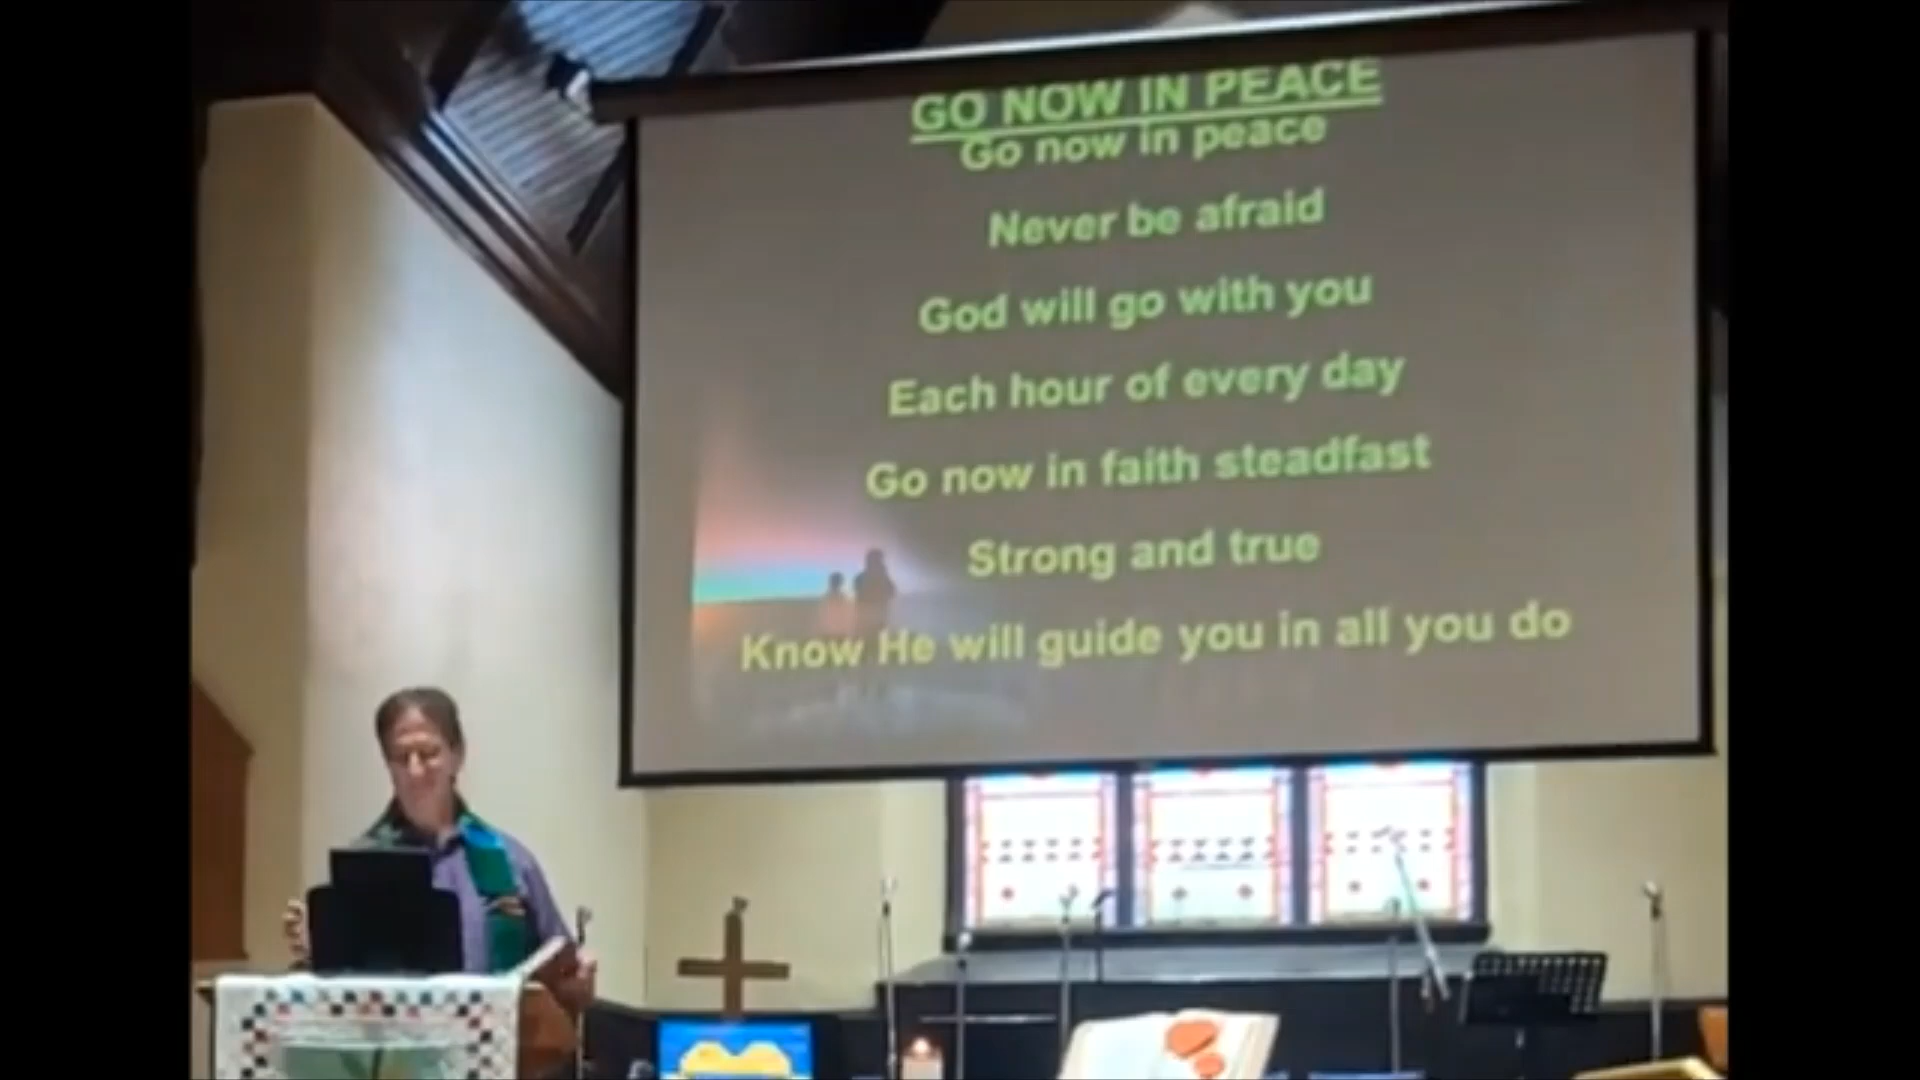 GO NOW IN PEACE
Go now in peace
Never be afraid
God will go with you
Each hour of every day
Go now in faith steadfast
Strong and true
Know He will guide you in all you do